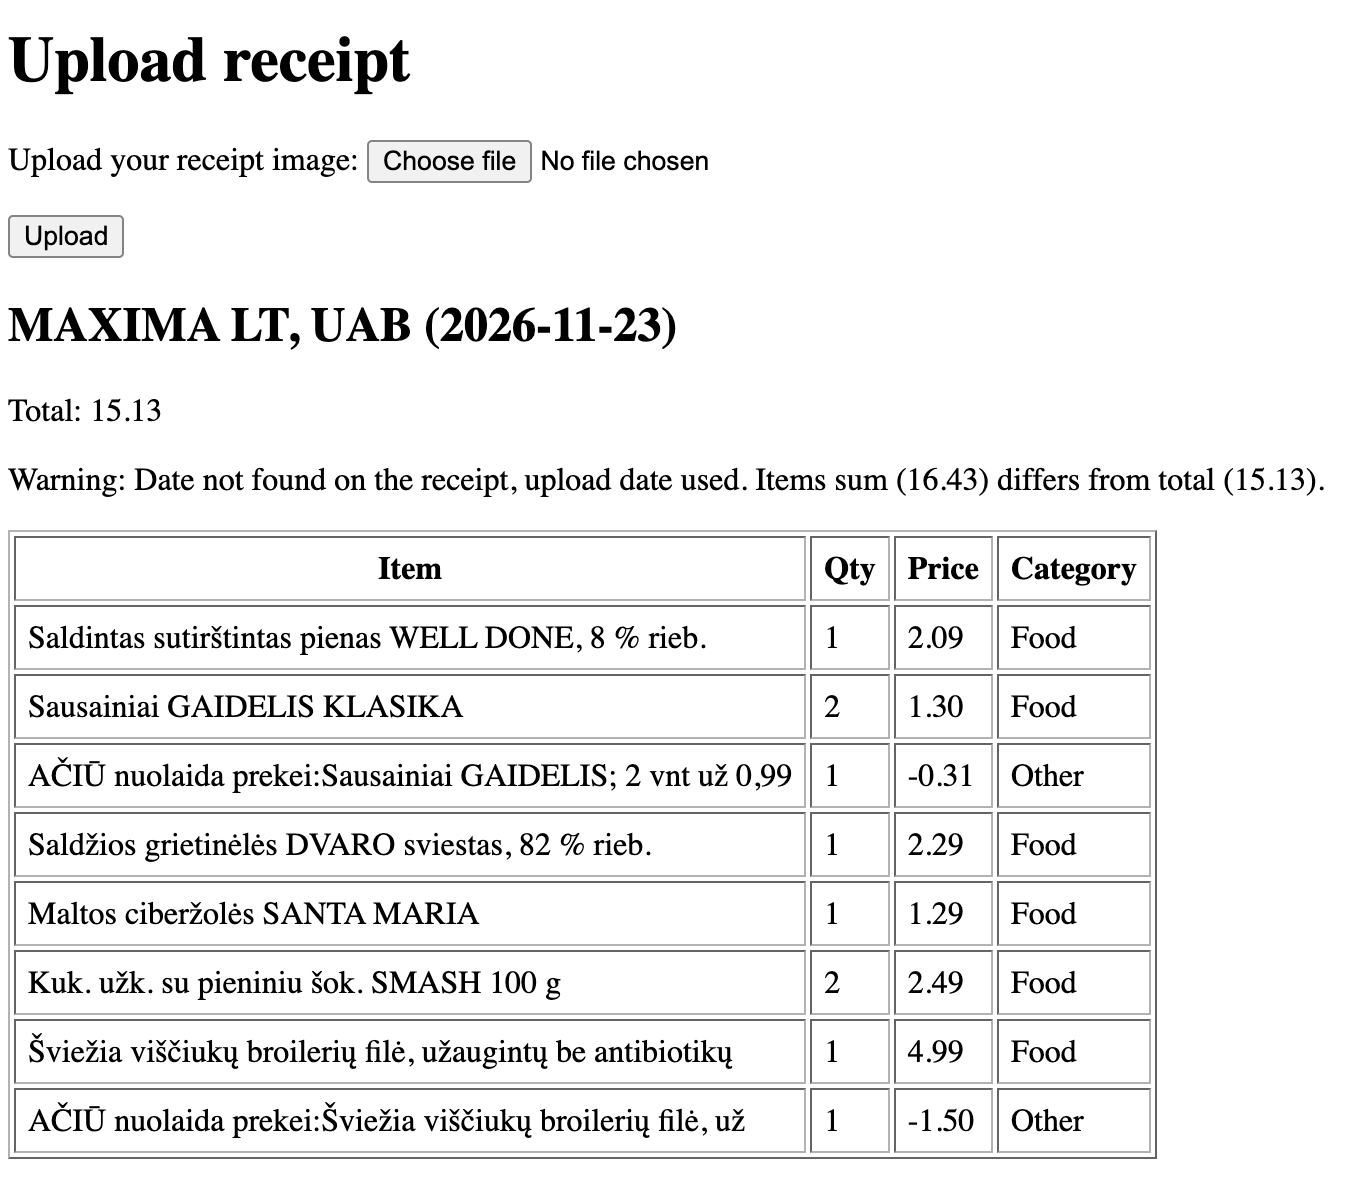 Upload receipt
Upload your receipt image: Choose file No file chosen
Upload
MAXIMA LT, UAB (2026-11-23)
Total: 15.13
Warning: Date not found on the receipt, upload date used. Items sum (16.43) differs from total (15.13).
Item Qty Price Category
Saldintas sutirštintas pienas WELL DONE, 8 % rieb. 1 2.09 Food
Sausainiai GAIDELIS KLASIKA 2 1.30 Food
AČIŪ nuolaida prekei:Sausainiai GAIDELIS; 2 vnt už 0,99 1 -0.31 Other
Saldžios grietinėlės DVARO sviestas, 82 % rieb. 1 2.29 Food
Maltos ciberžolės SANTA MARIA 1 1.29 Food
Kuk. užk. su pieniniu šok. SMASH 100 g 2 2.49 Food
Šviežia viščiukų broilerių filė, užaugintų be antibiotikų 1 4.99 Food
AČIŪ nuolaida prekei:Šviežia viščiukų broilerių filė, už 1 -1.50 Other